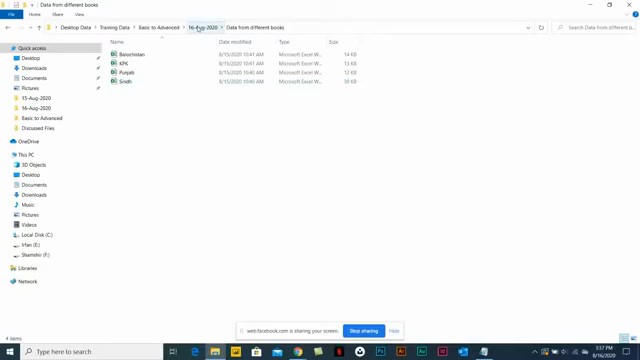 Data from different books
File
Home
Share
View
Desktop Data > Training Data > Basic to Advanced > 16-Aug-2020 > Data from different books
Search Data from different bo...
Name Date modified Type Size
Balochistan 8/15/2020 10:41 AM Microsoft Excel W... 14 KB
KPK 8/15/2020 10:41 AM Microsoft Excel W... 13 KB
Punjab 8/15/2020 10:40 AM Microsoft Excel W... 12 KB
Sindh 8/15/2020 10:40 AM Microsoft Excel W... KB
Quick access
Desktop
Downloads
Documents
Pictures
15-Aug-2020
16-Aug-2020
Basic to Advanced
Discussed Files
OneDrive
This PC
3D Objects
Desktop
Documents
Downloads
Music
Pictures
Videos
Local Disk (C:)
Irfan (E:)
Shamshir (F:)
Libraries
Network
4 items
web.facebook.com is sharing your screen.
Stop sharing
Hide
Type here to search
3:37 PM
8/16/2020